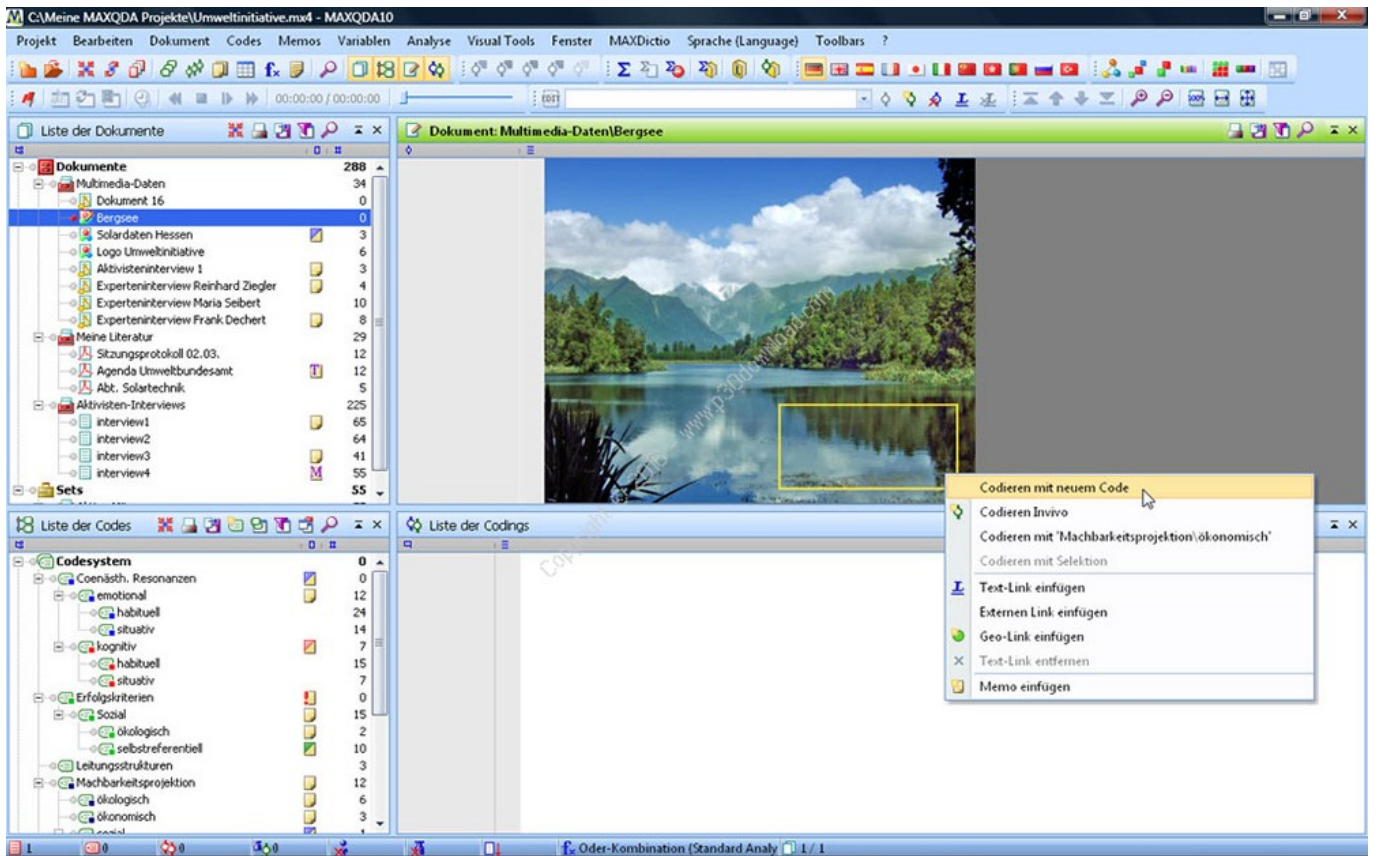 C:\Meine MAXQDA Projekte\Umweltinitiative.mx4 - MAXQDA10
Projekt Bearbeiten Dokument Codes Memos Variablen Analyse Visual Tools Fenster MAXDictio Sprache (Language) Toolbars ?
00:00:00 / 00:00:00
Liste der Dokumente
Dokumente 288
Multimedia-Daten 34
Dokument 16 0
Bergsee 0
Solardaten Hessen 3
Logo Umweltinitiative 6
Aktivisteninterview 1 3
Experteninterview Reinhard Ziegler 4
Experteninterview Maria Seibert 10
Experteninterview Frank Dechert 8
Meine Literatur 29
Sitzungsprotokoll 02.03. 12
Agenda Umweltbundesamt 12
Abt. Solartechnik 5
Aktivisten-Interviews 225
interview1 65
interview2 64
interview3 41
interview4 55
Sets 55
Dokument: Multimedia-Daten\Bergsee
Copyright www.p30download.com
Liste der Codes
Codesystem 0
Coenästh. Resonanzen 0
emotional 12
habituell 24
situativ 14
kognitiv 7
habituell 15
situativ 7
Erfolgskriterien 0
Sozial 15
ökologisch 2
selbstreferentiell 10
Leitungsstrukturen 3
Machbarkeitsprojektion 12
ökologisch 6
ökonomisch 3
Liste der Codings
Codieren mit neuem Code
Codieren Invivo
Codieren mit 'Machbarkeitsprojektion\ökonomisch'
Codieren mit Selektion
Text-Link einfügen
Externen Link einfügen
Geo-Link einfügen
Text-Link entfernen
Memo einfügen
1 0 0 0 Oder-Kombination (Standard Analy 1 / 1